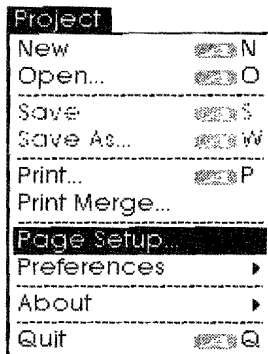 Project
New N
Open... O
Save S
Save As... W
Print... P
Print Merge...
Page Setup...
Preferences
About
Quit Q